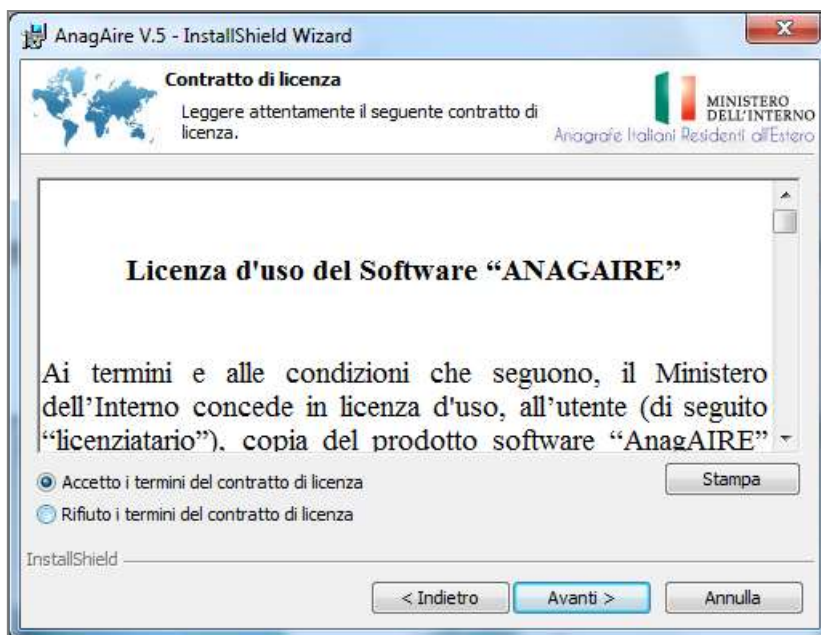 AnagAire V.5 - InstallShield Wizard
Contratto di licenza
Leggere attentamente il seguente contratto di
licenza.
MINISTERO
DELL'INTERNO
Anagrafe Italiani Residenti all'Estero
Licenza d'uso del Software “ANAGAIRE”
Ai termini e alle condizioni che seguono, il Ministero
dell’Interno concede in licenza d'uso, all’utente (di seguito
“licenziatario”), copia del prodotto software “AnagAIRE”
Accetto i termini del contratto di licenza
Stampa
Rifiuto i termini del contratto di licenza
InstallShield
< Indietro
Avanti >
Annulla